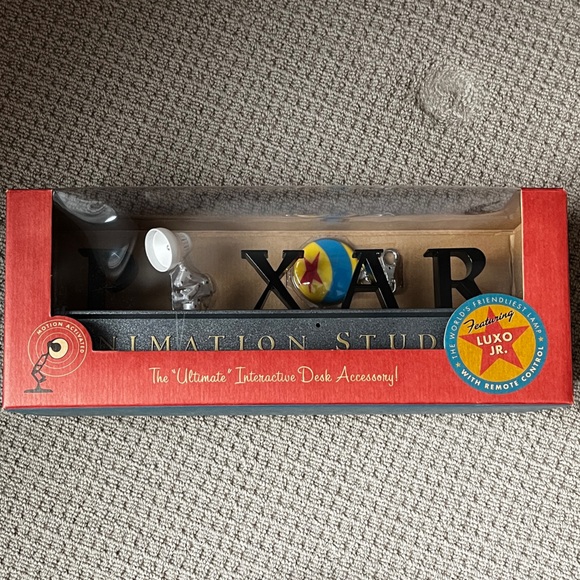 P XAR
NIMATION STUD
MOTION ACTIVATED
The "Ultimate" Interactive Desk Accessory!
THE WORLD'S FRIENDLIEST LAMP
Featuring
LUXO
JR.
WITH REMOTE CONTROL